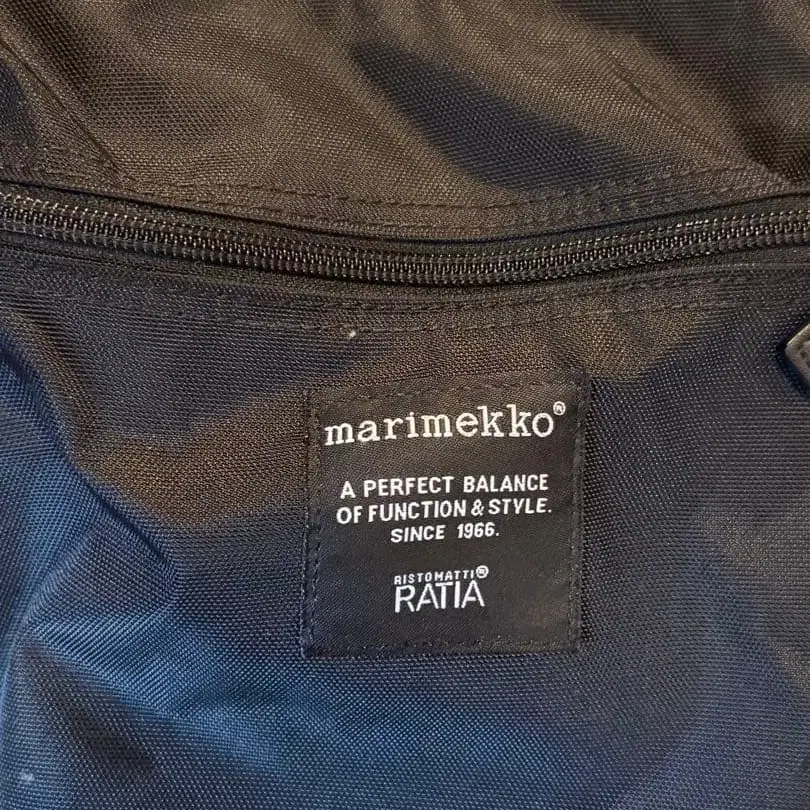 marimekko®
A PERFECT BALANCE
OF FUNCTION & STYLE.
SINCE 1966.
RISTOMATTI®
RATIA